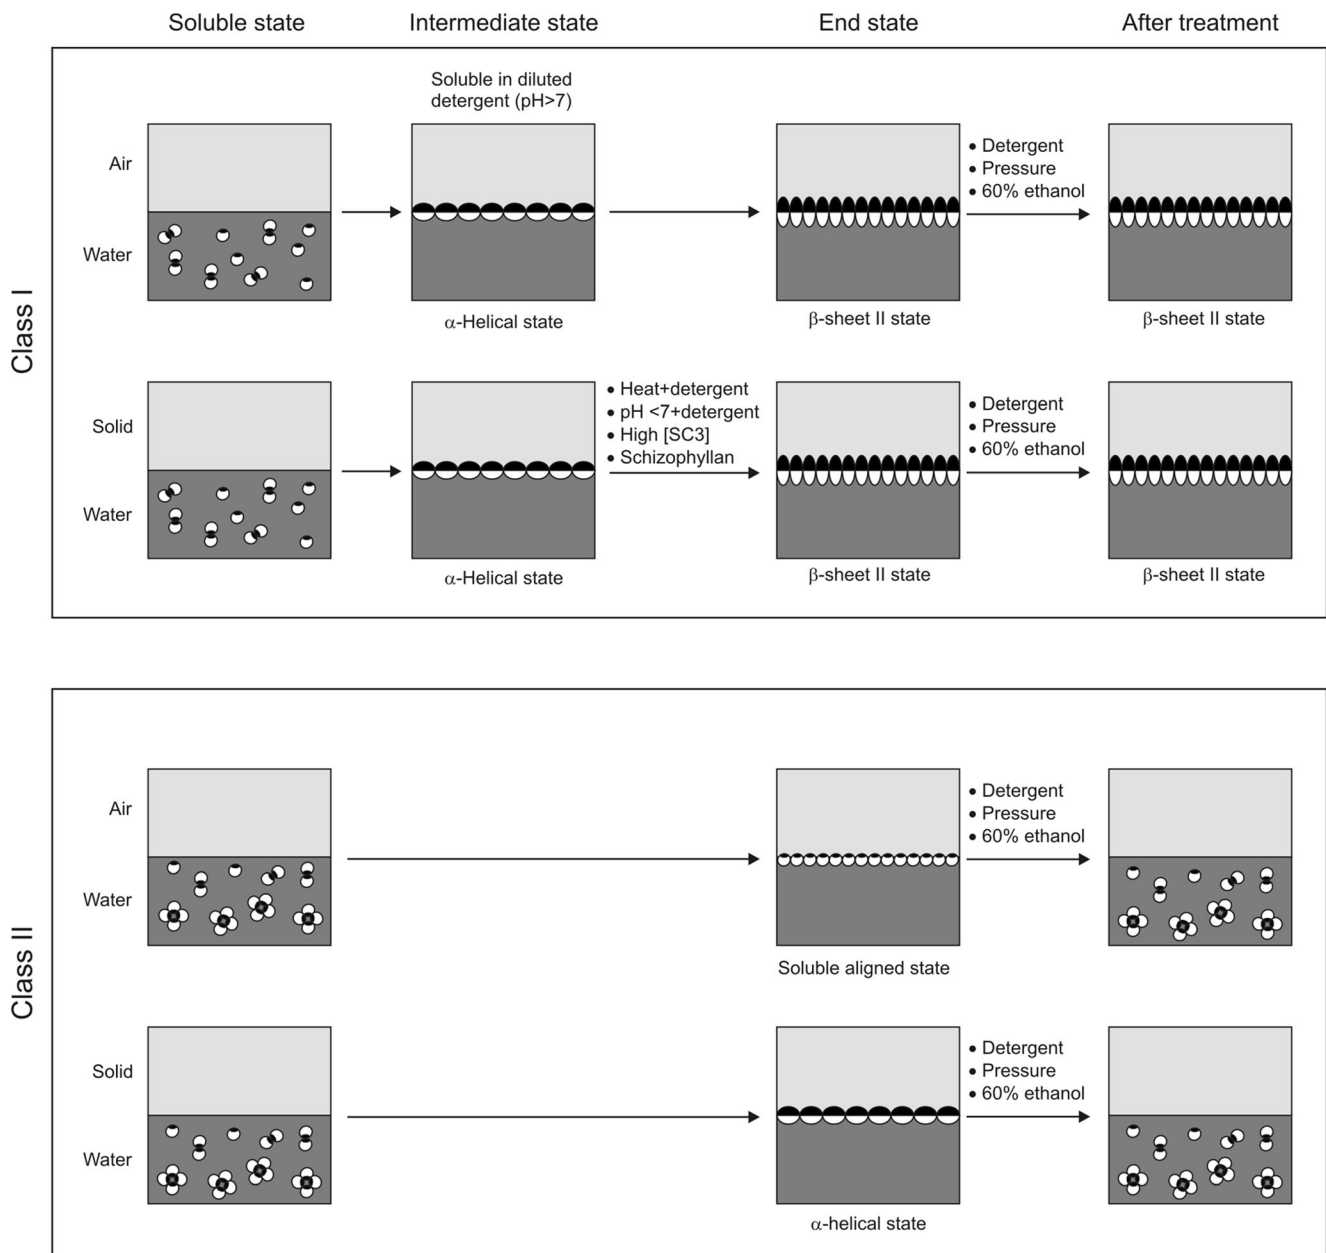 Soluble state
Intermediate state
End state
After treatment
Class I
Soluble in diluted
detergent (pH>7)
Air
Water
• Detergent
• Pressure
• 60% ethanol
α-Helical state
β-sheet II state
β-sheet II state
Solid
Water
• Heat+detergent
• pH <7+detergent
• High [SC3]
• Schizophyllan
• Detergent
• Pressure
• 60% ethanol
α-Helical state
β-sheet II state
β-sheet II state
Class II
Air
Water
• Detergent
• Pressure
• 60% ethanol
Soluble aligned state
Solid
Water
• Detergent
• Pressure
• 60% ethanol
α-helical state